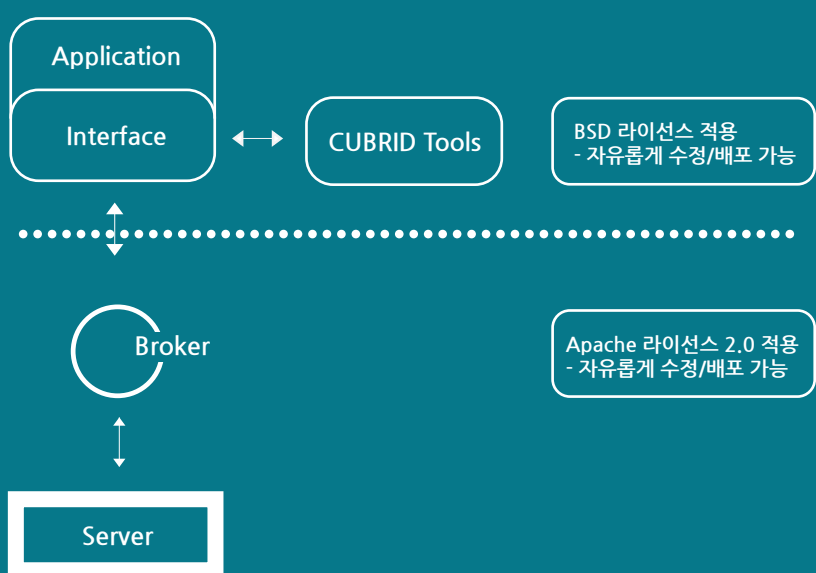 Application
Interface
CUBRID Tools
BSD 라이선스 적용
- 자유롭게 수정/배포 가능
Broker
Apache 라이선스 2.0 적용
- 자유롭게 수정/배포 가능
Server